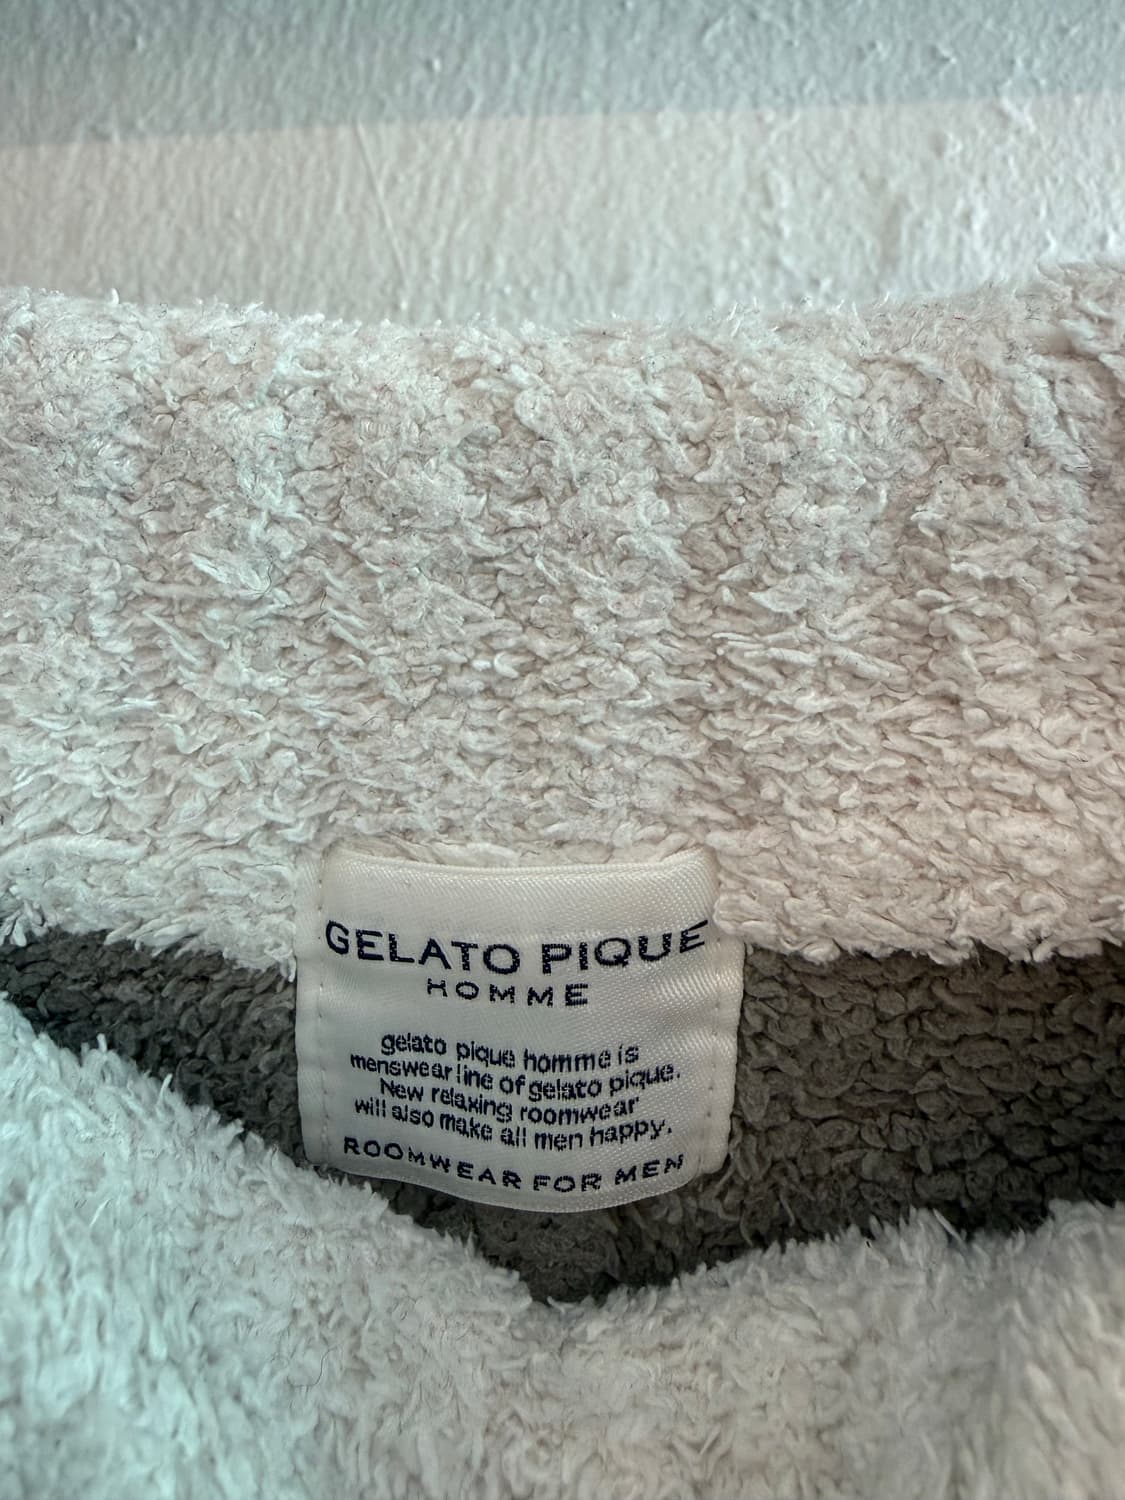 GELATO PIQUE
HOMME
gelato pique homme is
menswear line of gelato pique.
New relaxing roomwear
will also make all men happy.
ROOMWEAR FOR MEN